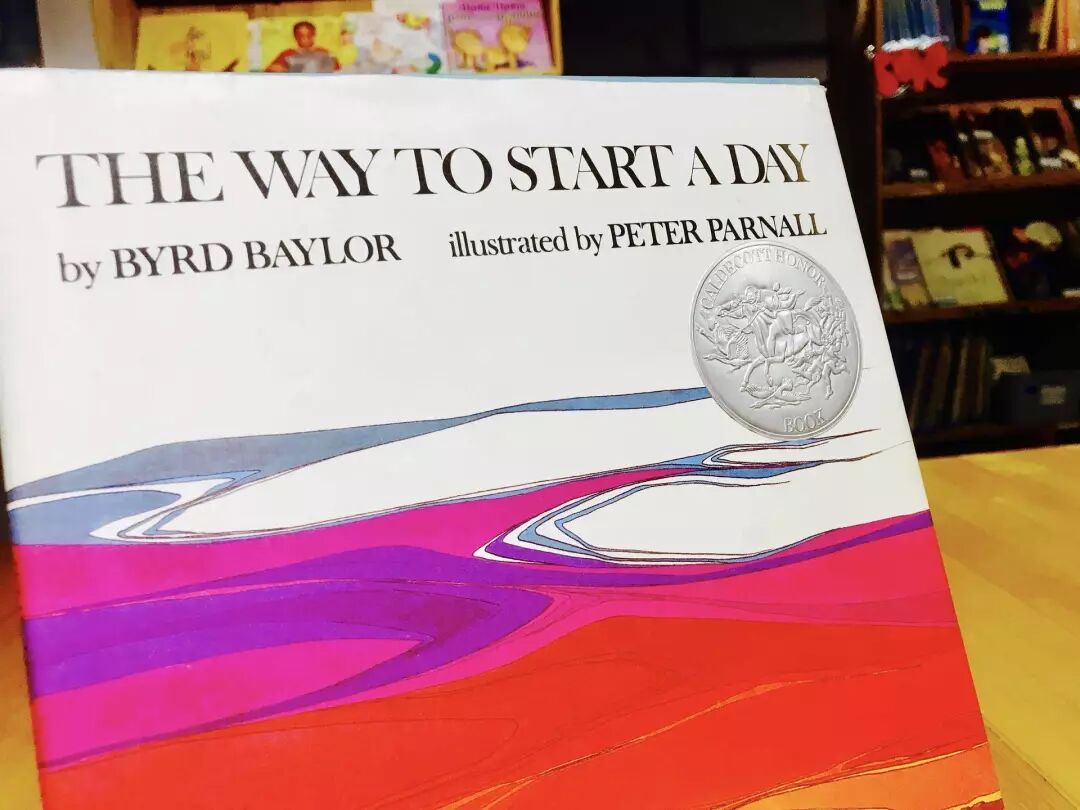 THE WAY TO START A DAY
by BYRD BAYLOR illustrated by PETER PARNALL
CALDECOTT HONOR
BOOK